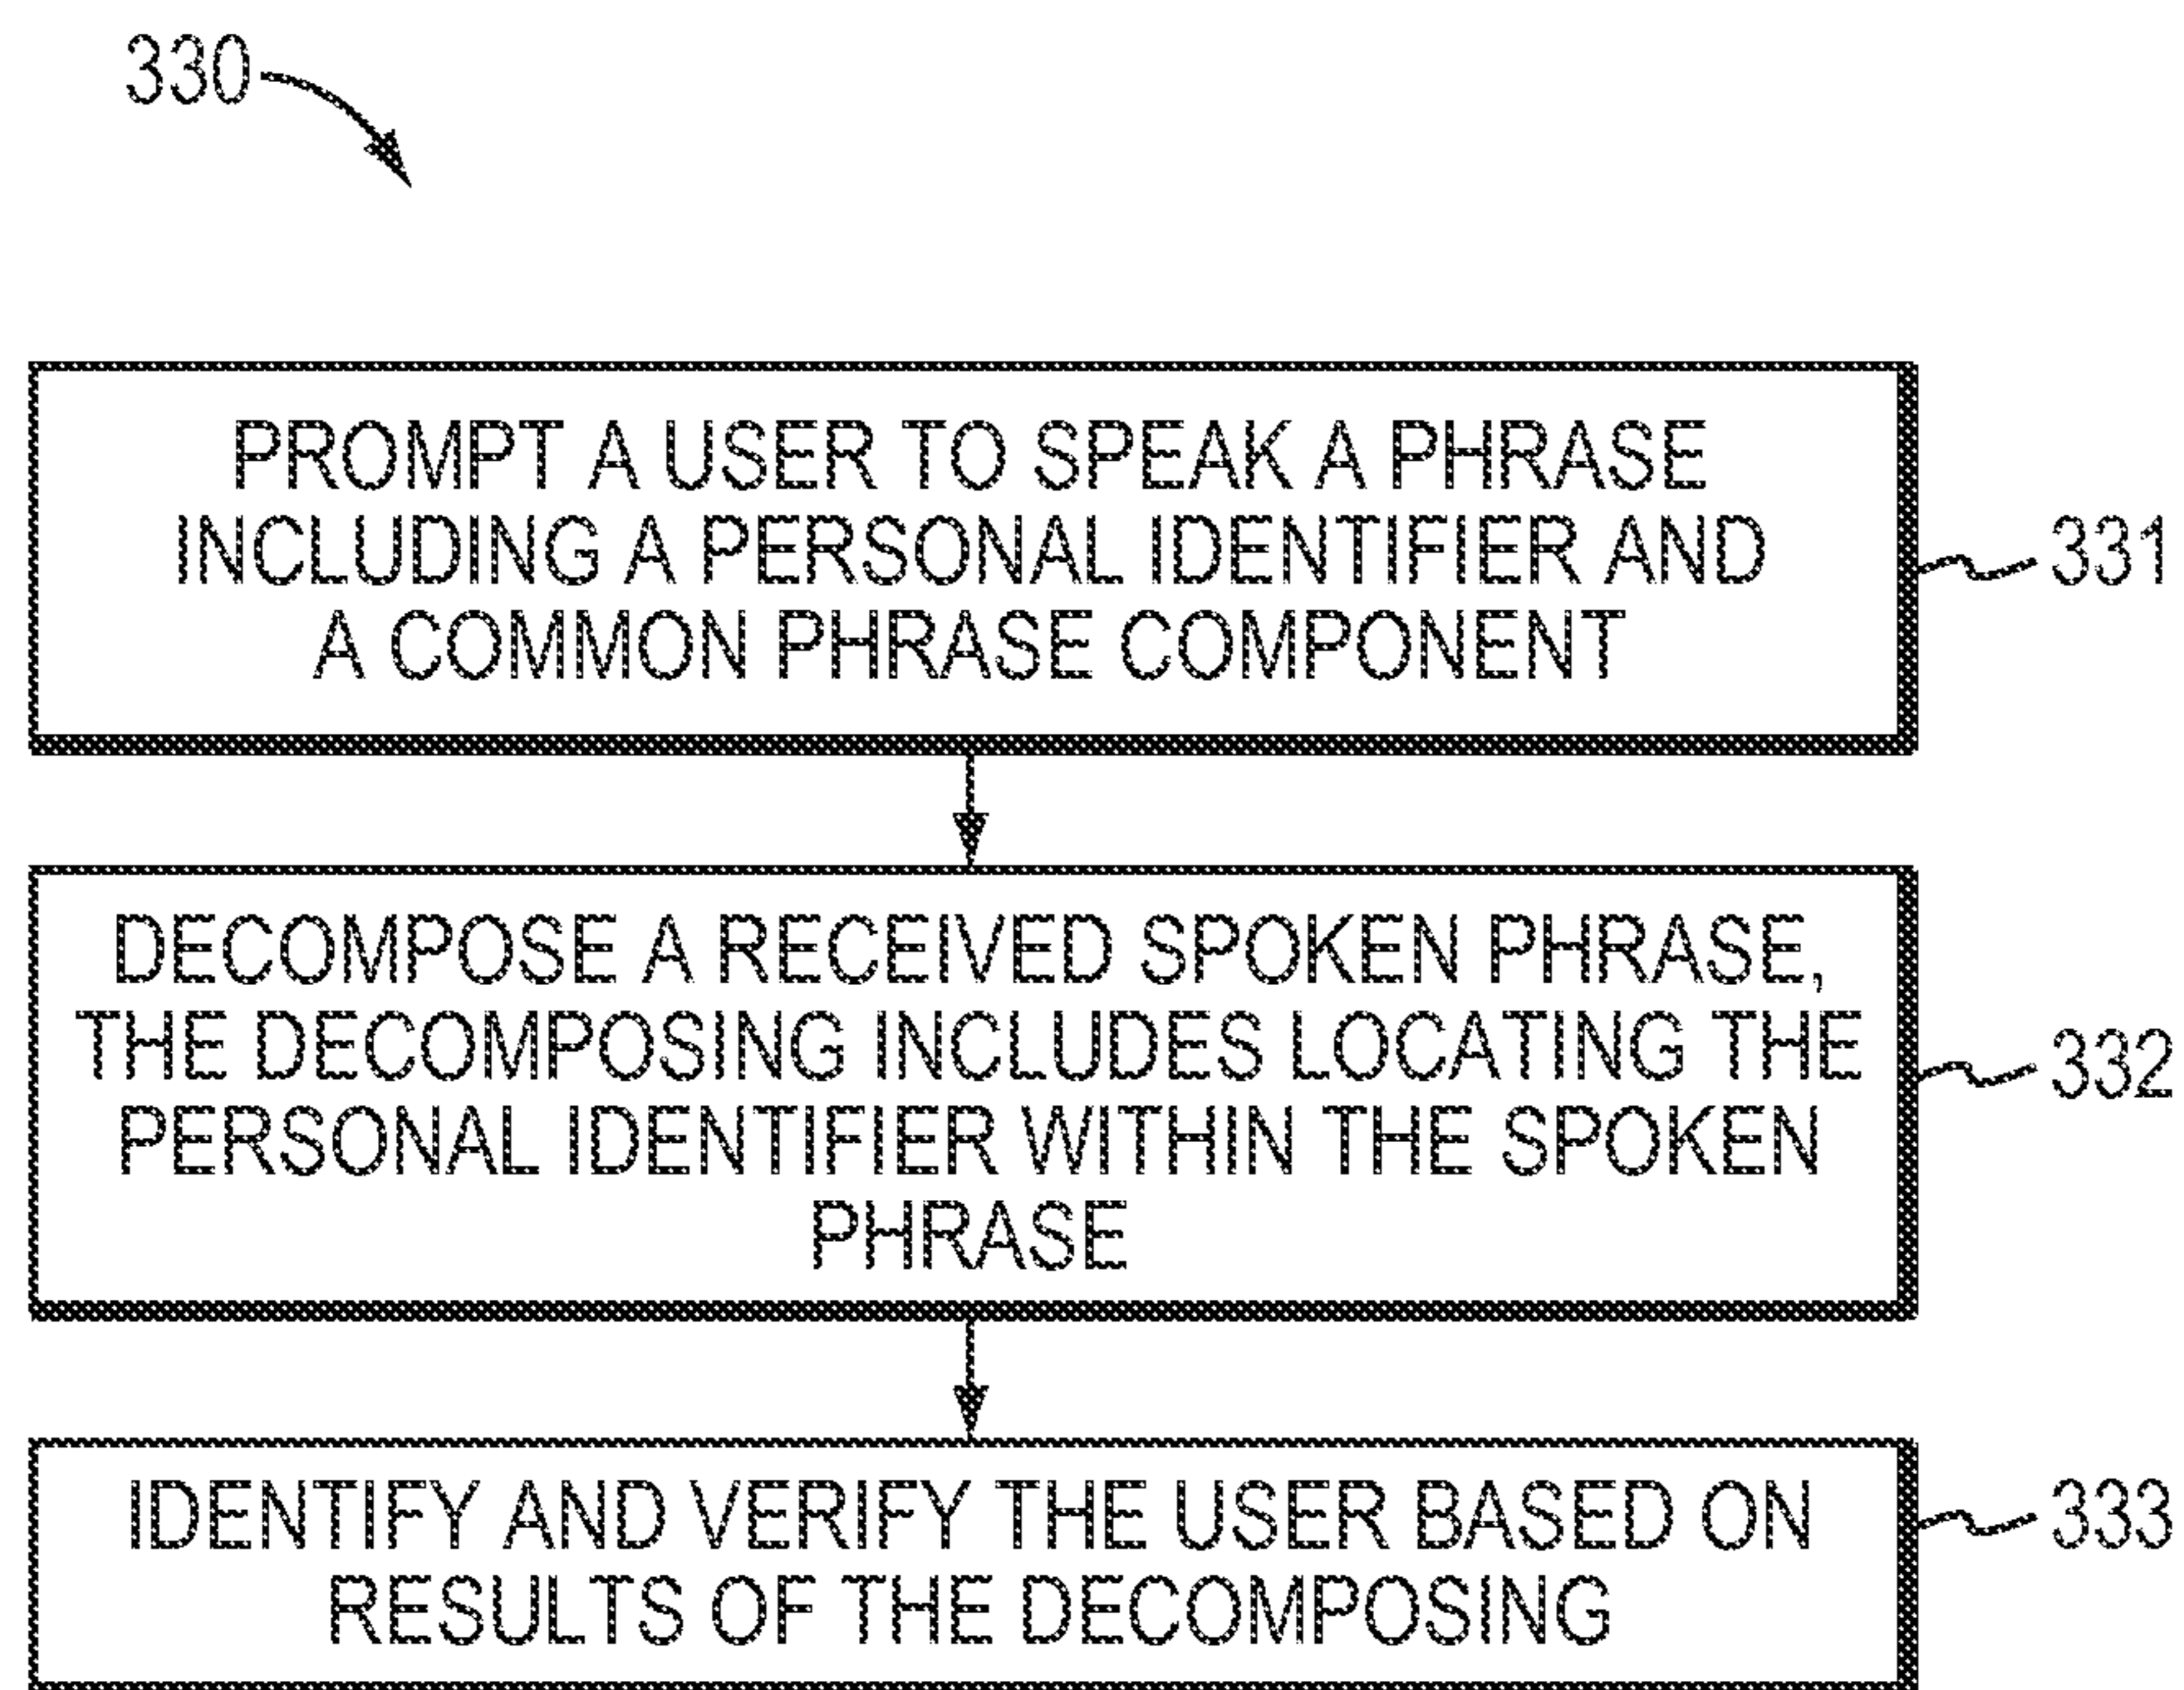 330
PROMPT A USER TO SPEAK A PHRASE
INCLUDING A PERSONAL IDENTIFIER AND
A COMMON PHRASE COMPONENT
331
DECOMPOSE A RECEIVED SPOKEN PHRASE,
THE DECOMPOSING INCLUDES LOCATING THE
PERSONAL IDENTIFIER WITHIN THE SPOKEN
PHRASE
332
IDENTIFY AND VERIFY THE USER BASED ON
RESULTS OF THE DECOMPOSING
333